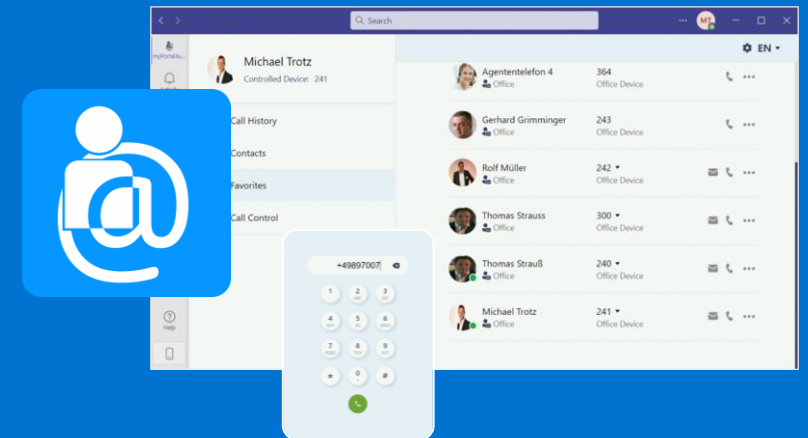 Search
MT
myPortal.4u...
EN
Michael Trotz
Controlled Device: 241
Call History
Contacts
Favorites
Call Control
Help
Agententelefon 4
Office
364
Office Device
Gerhard Grimminger
Office
243
Office Device
Rolf Müller
Office
242
Office Device
Thomas Strauss
Office
300
Office Device
Thomas Strauß
Office
240
Office Device
Michael Trotz
Office
241
Office Device
+49897007
1 2 3
4 5 6
7 8 9
* 0 #